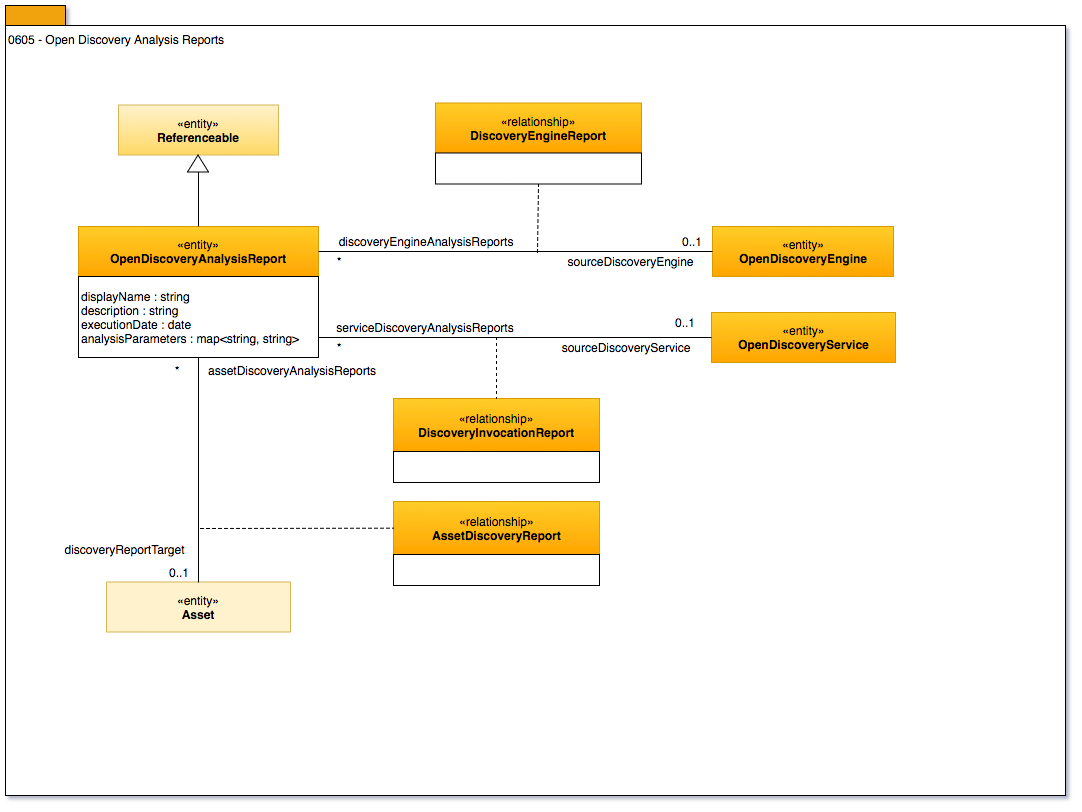 0605 - Open Discovery Analysis Reports
«entity»
Referenceable
«relationship»
DiscoveryEngineReport
«entity»
OpenDiscoveryAnalysisReport
displayName : string
description : string
executionDate : date
analysisParameters : map<string, string>
discoveryEngineAnalysisReports
*
0..1
sourceDiscoveryEngine
«entity»
OpenDiscoveryEngine
serviceDiscoveryAnalysisReports
*
0..1
sourceDiscoveryService
«entity»
OpenDiscoveryService
*
assetDiscoveryAnalysisReports
«relationship»
DiscoveryInvocationReport
«relationship»
AssetDiscoveryReport
discoveryReportTarget
0..1
«entity»
Asset